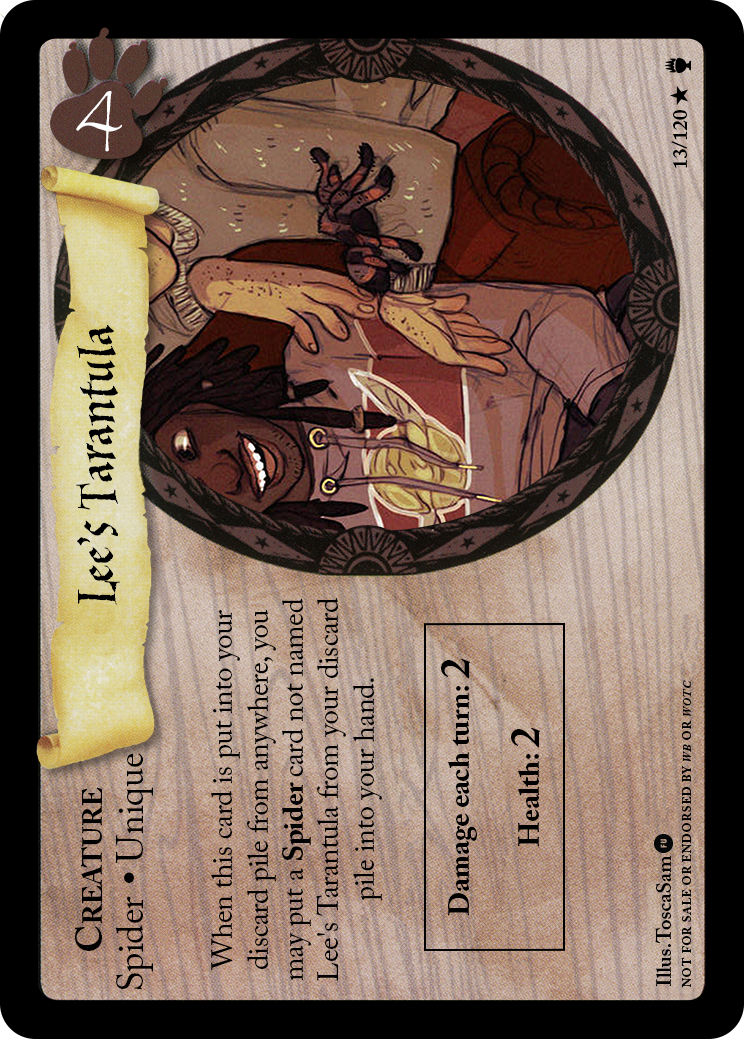 4
Lee's Tarantula
CREATURE
Spider • Unique
When this card is put into your
discard pile from anywhere, you
may put a Spider card not named
Lee's Tarantula from your discard
pile into your hand.
Damage each turn: 2
Health: 2
Illus. ToscaSam FU
NOT FOR SALE OR ENDORSED BY WB OR WOTC
13/120 ★